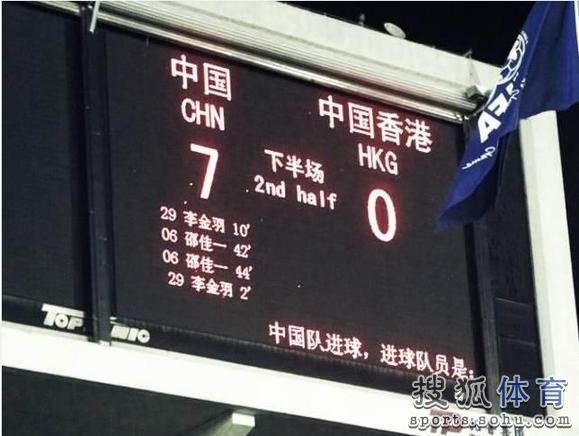 中国
CHN
7
中国香港
HKG
0
下半场
2nd half
29 李金羽 10'
06 邵佳一 42'
06 邵佳一 44'
29 李金羽 2'
中国队进球，进球队员是:
搜狐体育
sports.sohu.com